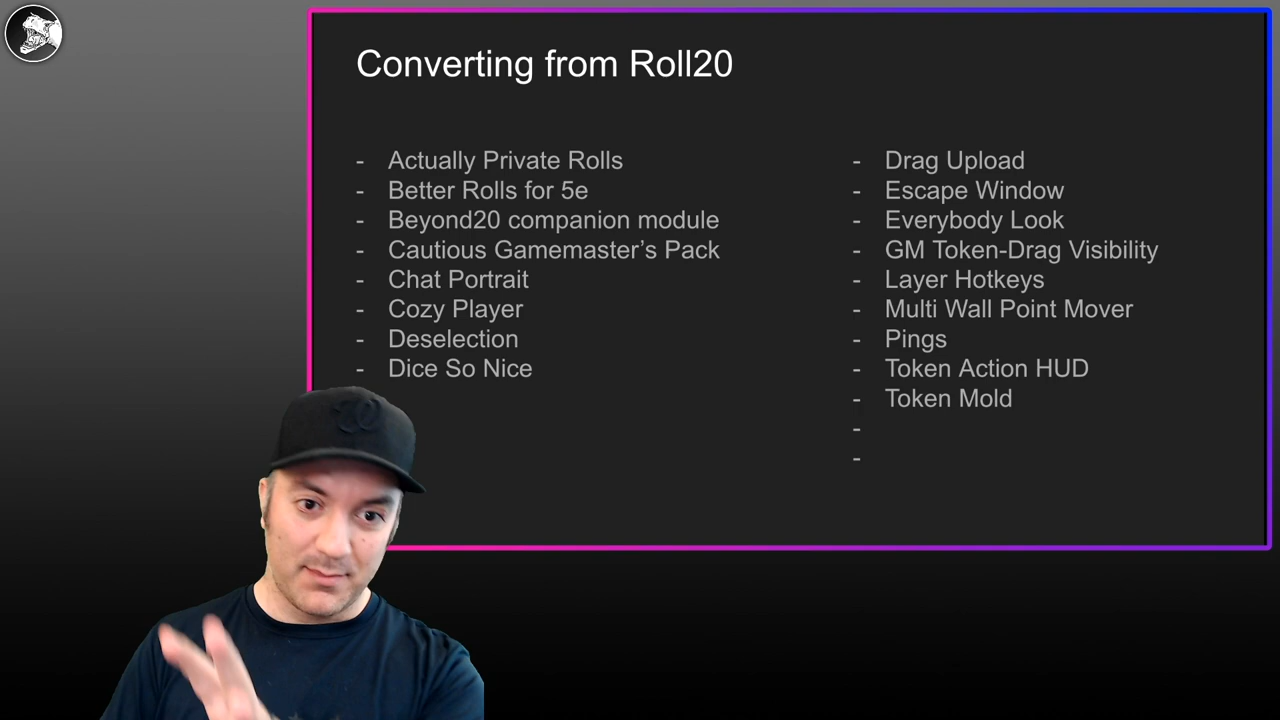 Converting from Roll20
- Actually Private Rolls
- Better Rolls for 5e
- Beyond20 companion module
- Cautious Gamemaster’s Pack
- Chat Portrait
- Cozy Player
- Deselection
- Dice So Nice
- Drag Upload
- Escape Window
- Everybody Look
- GM Token-Drag Visibility
- Layer Hotkeys
- Multi Wall Point Mover
- Pings
- Token Action HUD
- Token Mold
-
-